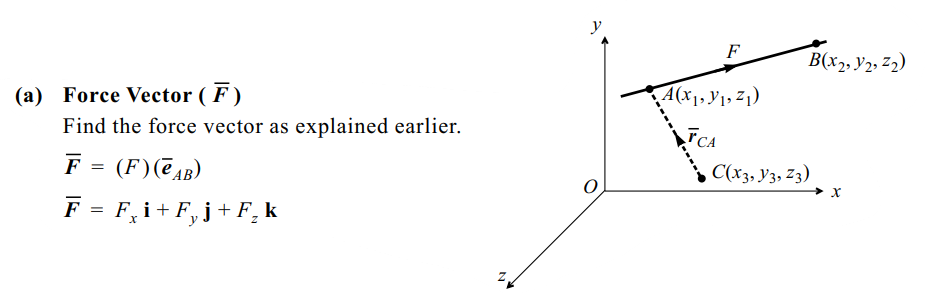 (a) Force Vector ( F̅ )
Find the force vector as explained earlier.
F̅ = (F)(e̅_AB)
F̅ = F_x i + F_y j + F_z k
y
F
B(x₂, y₂, z₂)
A(x₁, y₁, z₁)
r̅_CA
C(x₃, y₃, z₃)
O
x
z